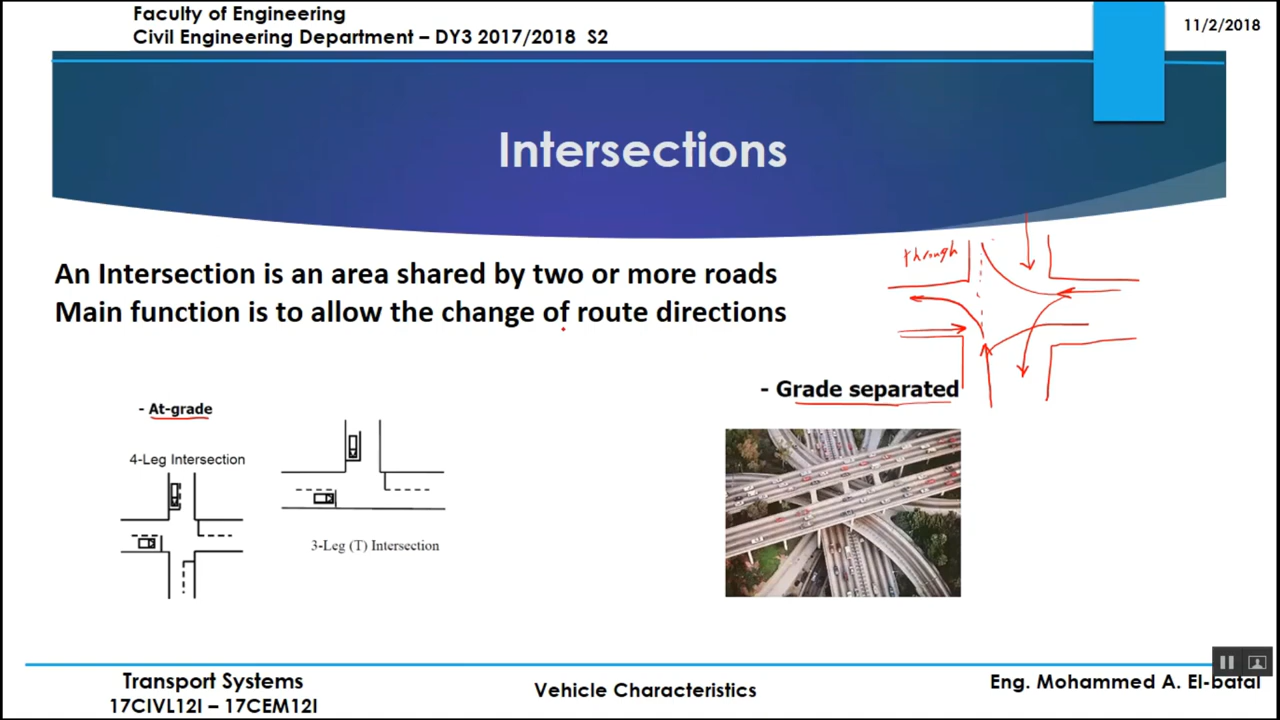 Faculty of Engineering
Civil Engineering Department – DY3 2017/2018 S2
11/2/2018
Intersections
An Intersection is an area shared by two or more roads
Main function is to allow the change of route directions
through
- At-grade
- Grade separated
4-Leg Intersection
3-Leg (T) Intersection
Transport Systems
17CIVL12I – 17CEM12I
Vehicle Characteristics
Eng. Mohammed A. El-batal